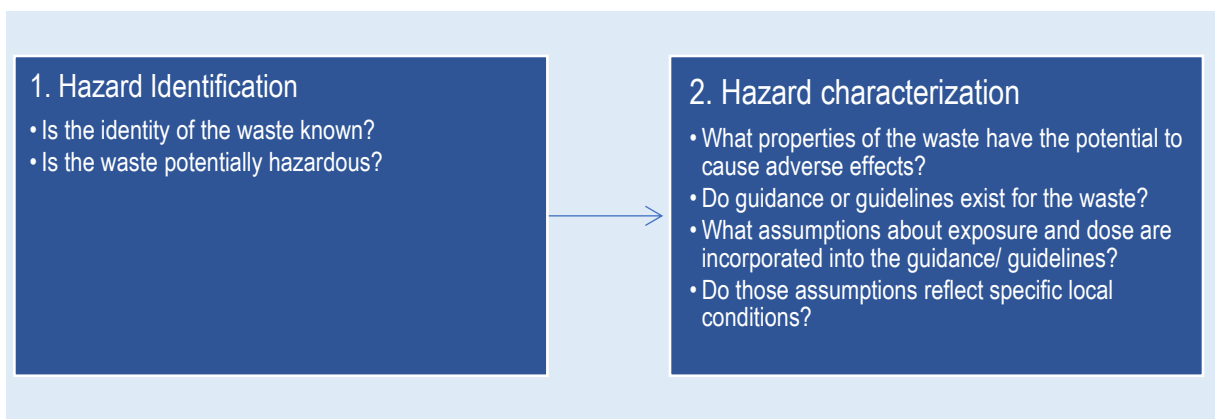 1. Hazard Identification
• Is the identity of the waste known?
• Is the waste potentially hazardous?
2. Hazard characterization
• What properties of the waste have the potential to
cause adverse effects?
• Do guidance or guidelines exist for the waste?
• What assumptions about exposure and dose are
incorporated into the guidance/ guidelines?
• Do those assumptions reflect specific local
conditions?